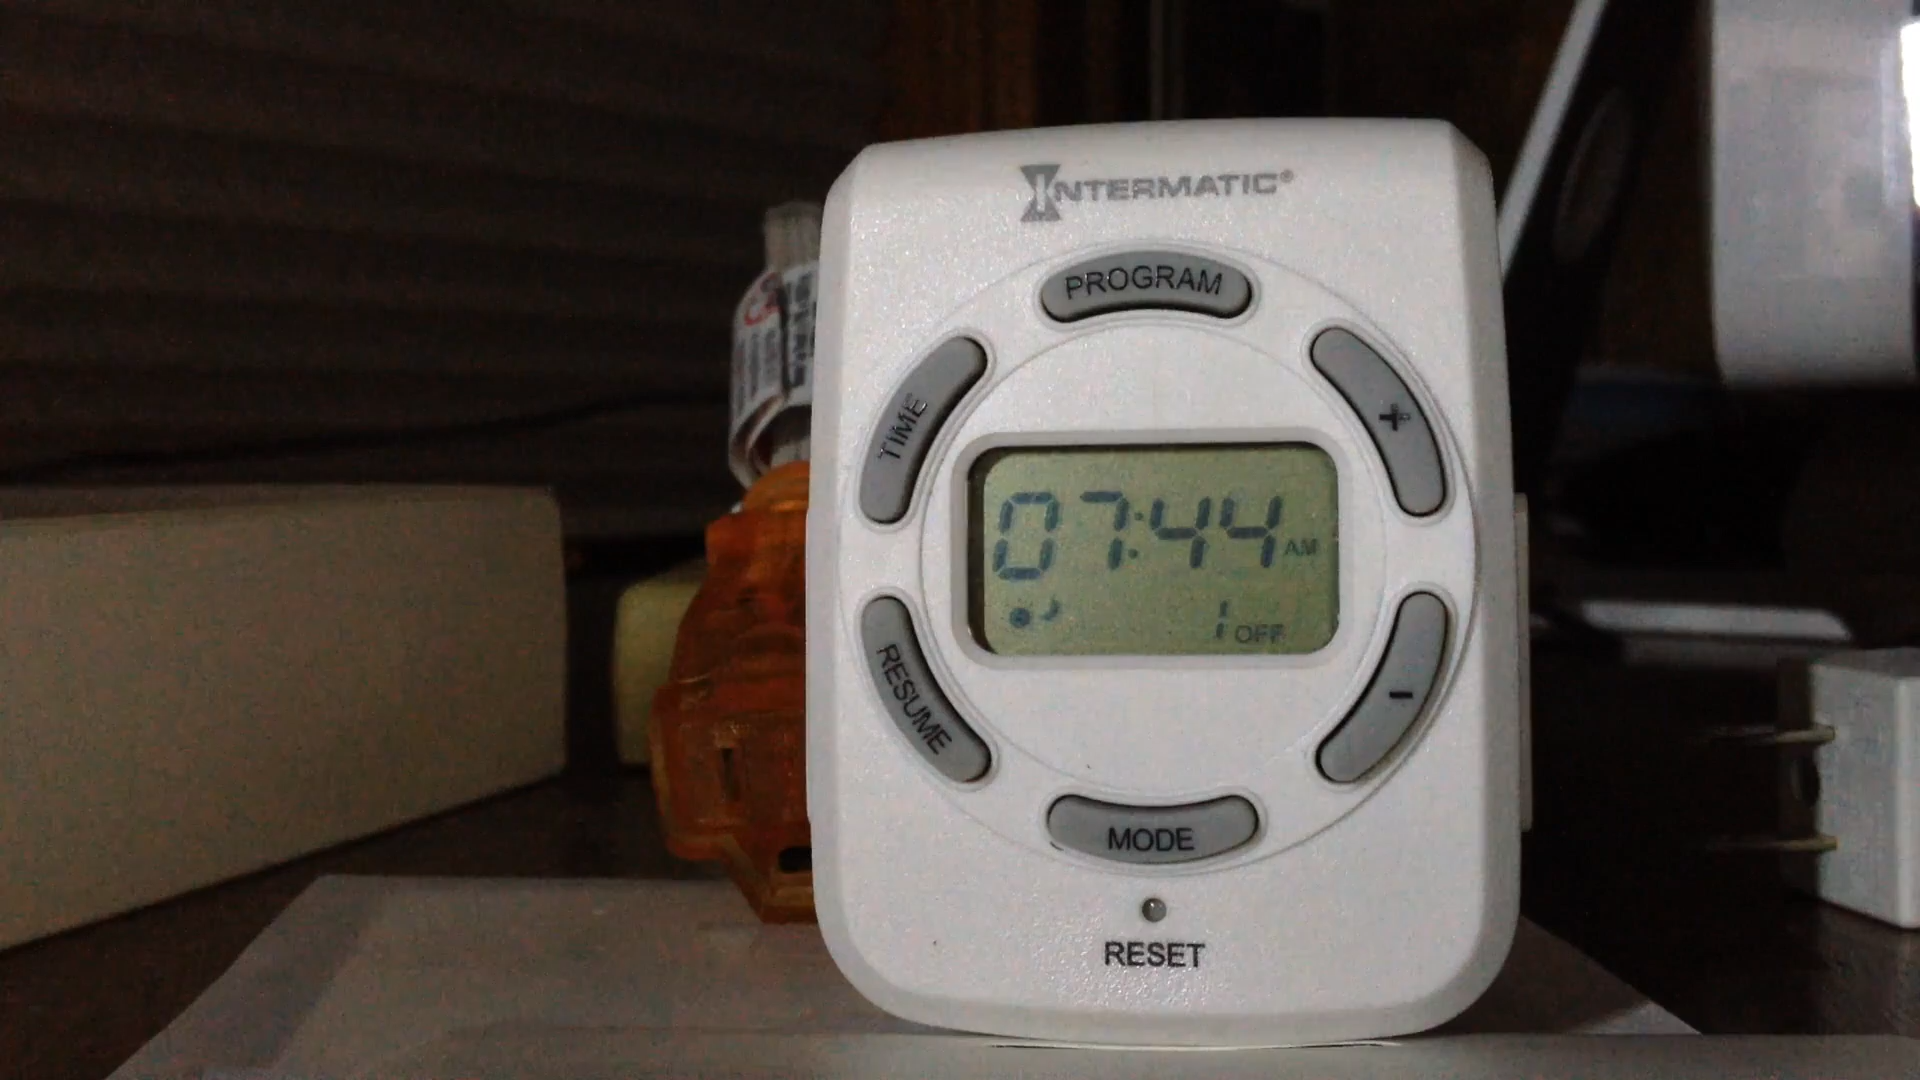 INTERMATIC®
PROGRAM
TIME
+
07:44 AM
1 OFF
RESUME
-
MODE
RESET